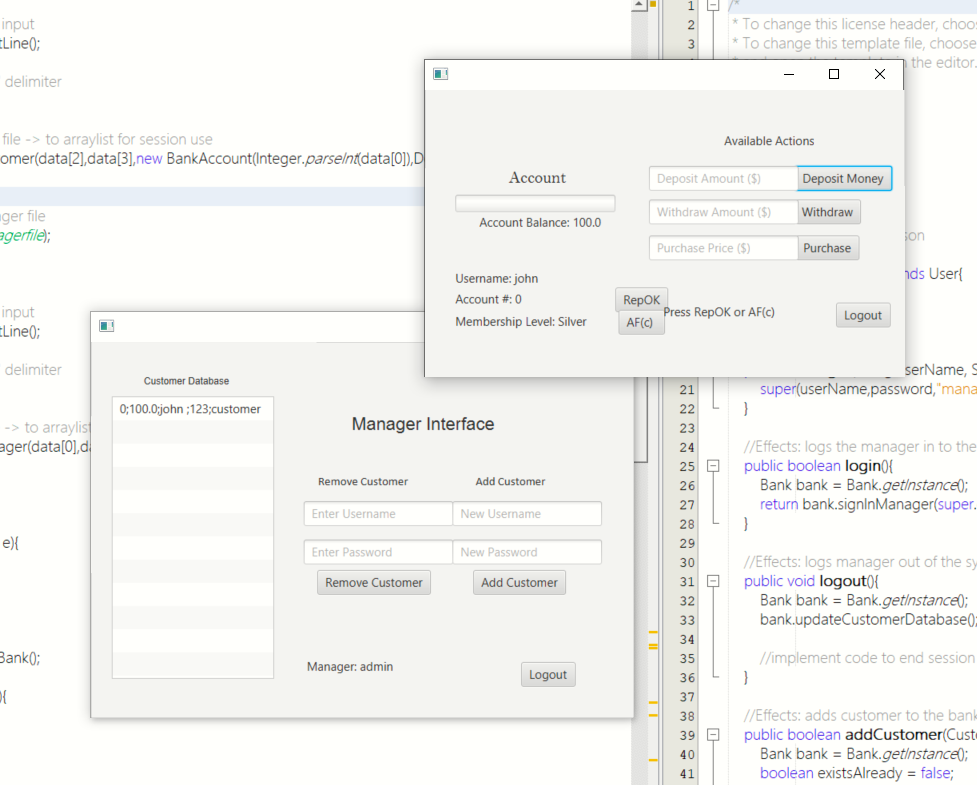 input
tLine();
delimiter
file -> to arraylist for session use
omer(data[2],data[3],new BankAccount(Integer.parseInt(data[0]),D
ger file
agerfile);
input
tLine();
delimiter
-> to arraylist
ager(data[0],da
e){
Bank();
){
Customer Database
0;100.0;john ;123;customer
Manager Interface
Remove Customer
Add Customer
Enter Username
New Username
Enter Password
New Password
Remove Customer
Add Customer
Manager: admin
Logout
Available Actions
Account
Account Balance: 100.0
Deposit Amount ($)
Deposit Money
Withdraw Amount ($)
Withdraw
Purchase Price ($)
Purchase
Username: john
Account #: 0
Membership Level: Silver
RepOK
AF(c)
Press RepOK or AF(c)
Logout
1 /*
2 * To change this license header, choos
3 * To change this template file, choose
in the editor.
son
nds User{
serName, S
21 super(userName,password,"mana
22 }
23
24 //Effects: logs the manager in to the
25 public boolean login(){
26 Bank bank = Bank.getInstance();
27 return bank.signInManager(super.
28 }
29
30 //Effects: logs manager out of the sy
31 public void logout(){
32 Bank bank = Bank.getInstance();
33 bank.updateCustomerDatabase();
34
35 //implement code to end session
36 }
37
38 //Effects: adds customer to the bank
39 public boolean addCustomer(Custo
40 Bank bank = Bank.getInstance();
41 boolean existsAlready = false;